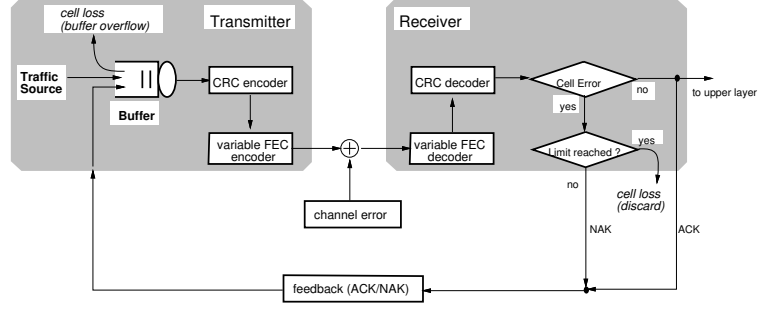 cell loss
(buffer overflow)
Transmitter
Receiver
Traffic
Source
Buffer
CRC encoder
variable FEC
encoder
channel error
CRC decoder
variable FEC
decoder
Cell Error
no
to upper layer
yes
Limit reached ?
yes
no
cell loss
(discard)
NAK
ACK
feedback (ACK/NAK)